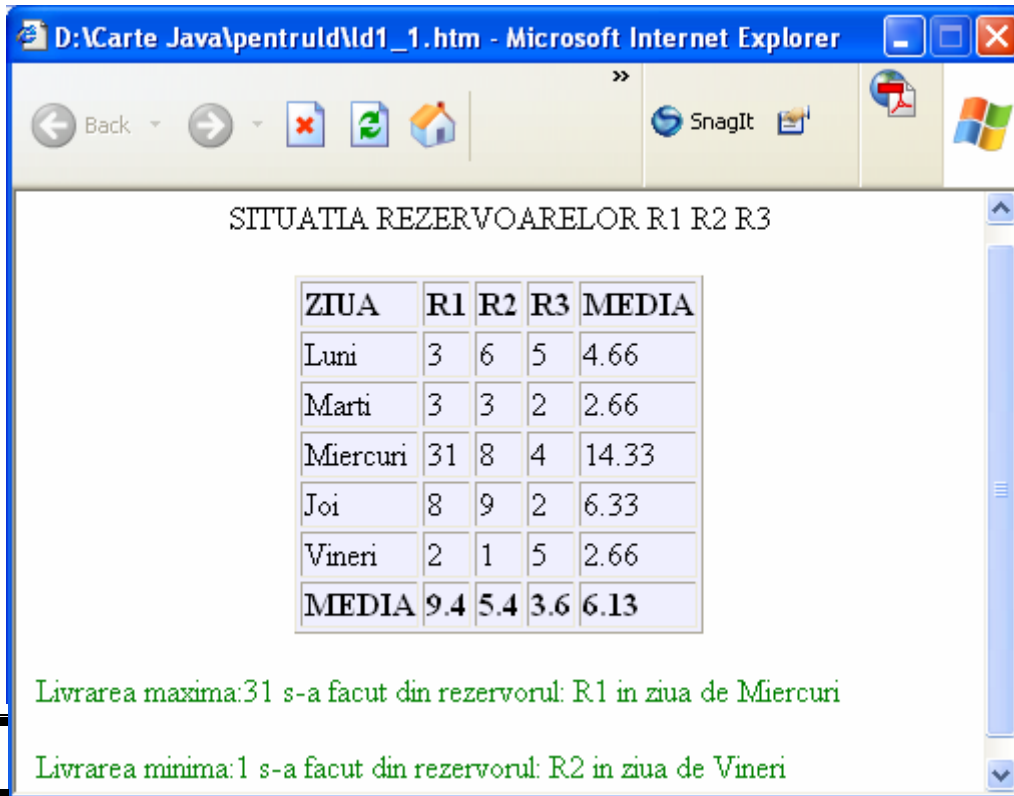 D:\Carte Java\pentruld\ld1_1.htm - Microsoft Internet Explorer
Back » SnagIt
SITUATIA REZERVOARELOR R1 R2 R3
ZIUA R1 R2 R3 MEDIA
Luni 3 6 5 4.66
Marti 3 3 2 2.66
Miercuri 31 8 4 14.33
Joi 8 9 2 6.33
Vineri 2 1 5 2.66
MEDIA 9.4 5.4 3.6 6.13
Livrarea maxima:31 s-a facut din rezervorul: R1 in ziua de Miercuri
Livrarea minima:1 s-a facut din rezervorul: R2 in ziua de Vineri